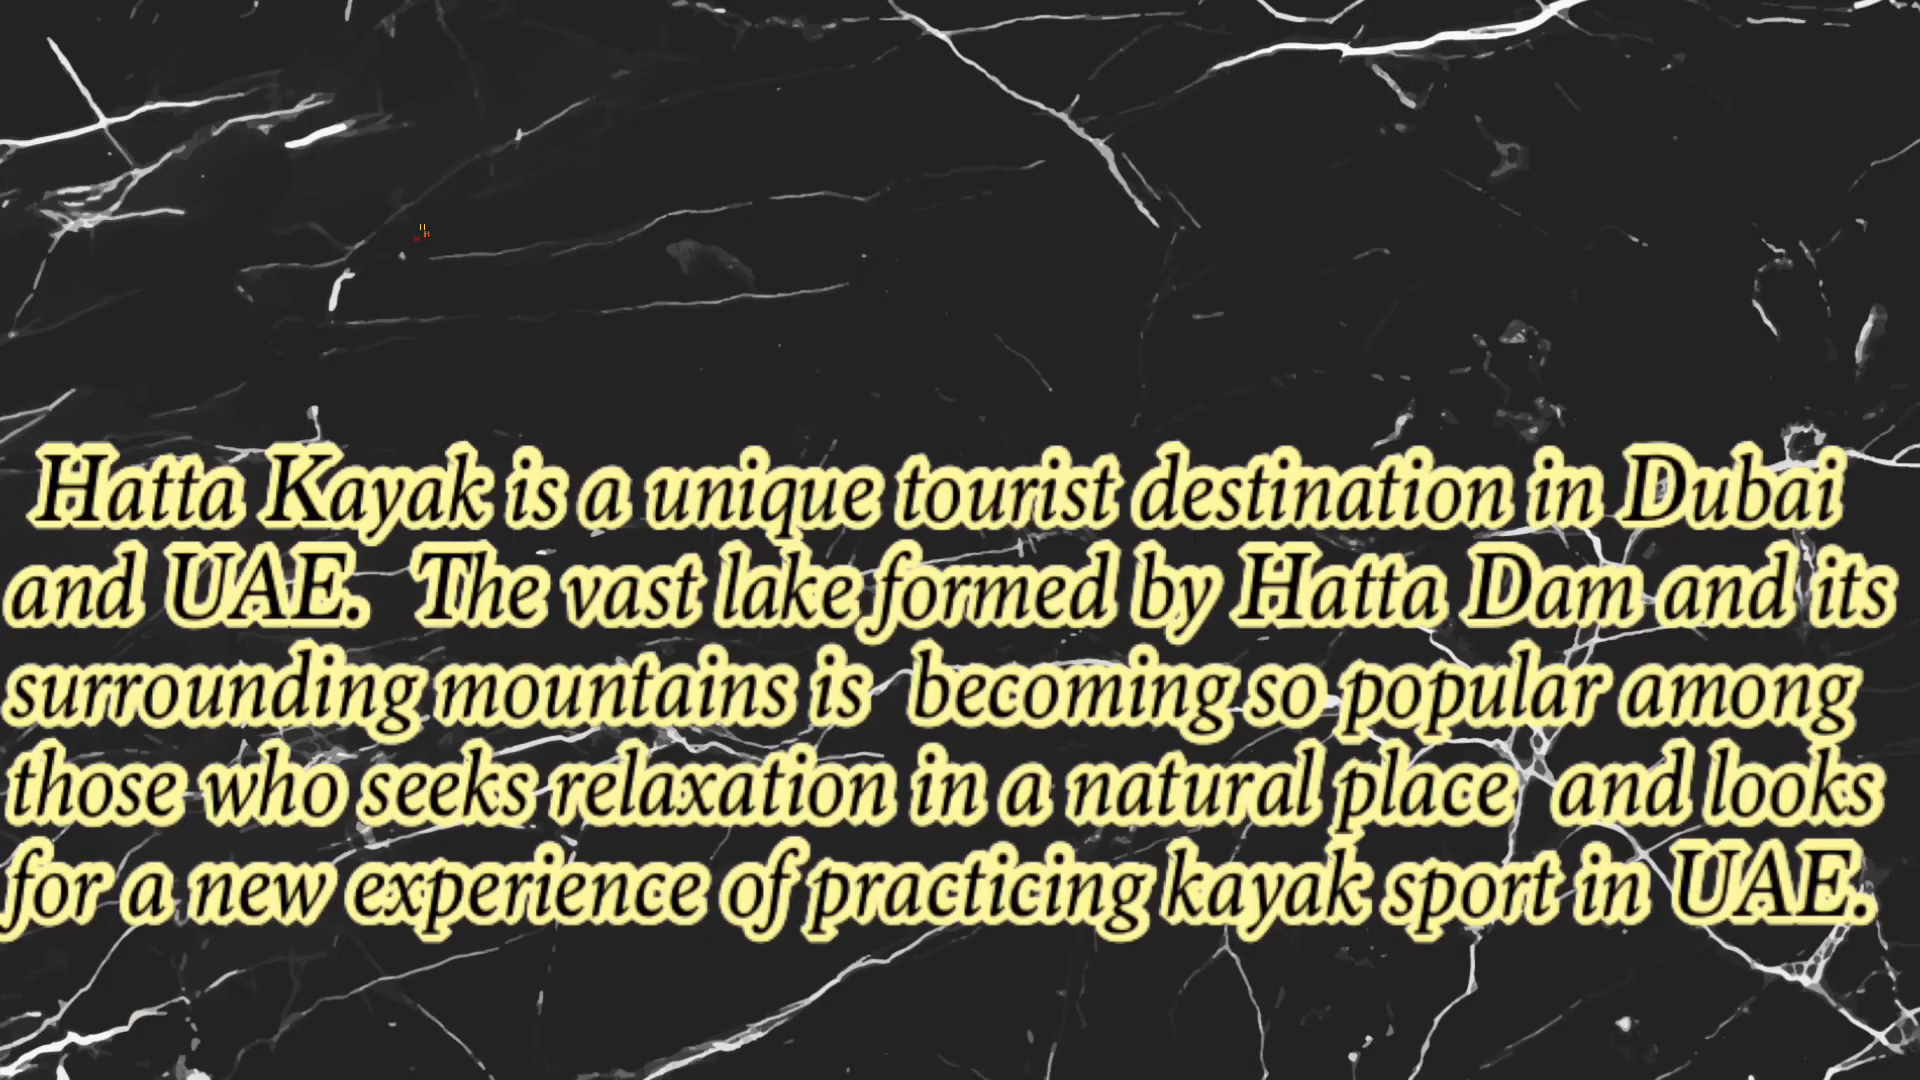 Hatta Kayak is a unique tourist destination in Dubai
and UAE. The vast lake formed by Hatta Dam and its
surrounding mountains is becoming so popular among
those who seeks relaxation in a natural place and looks
for a new experience of practicing kayak sport in UAE.